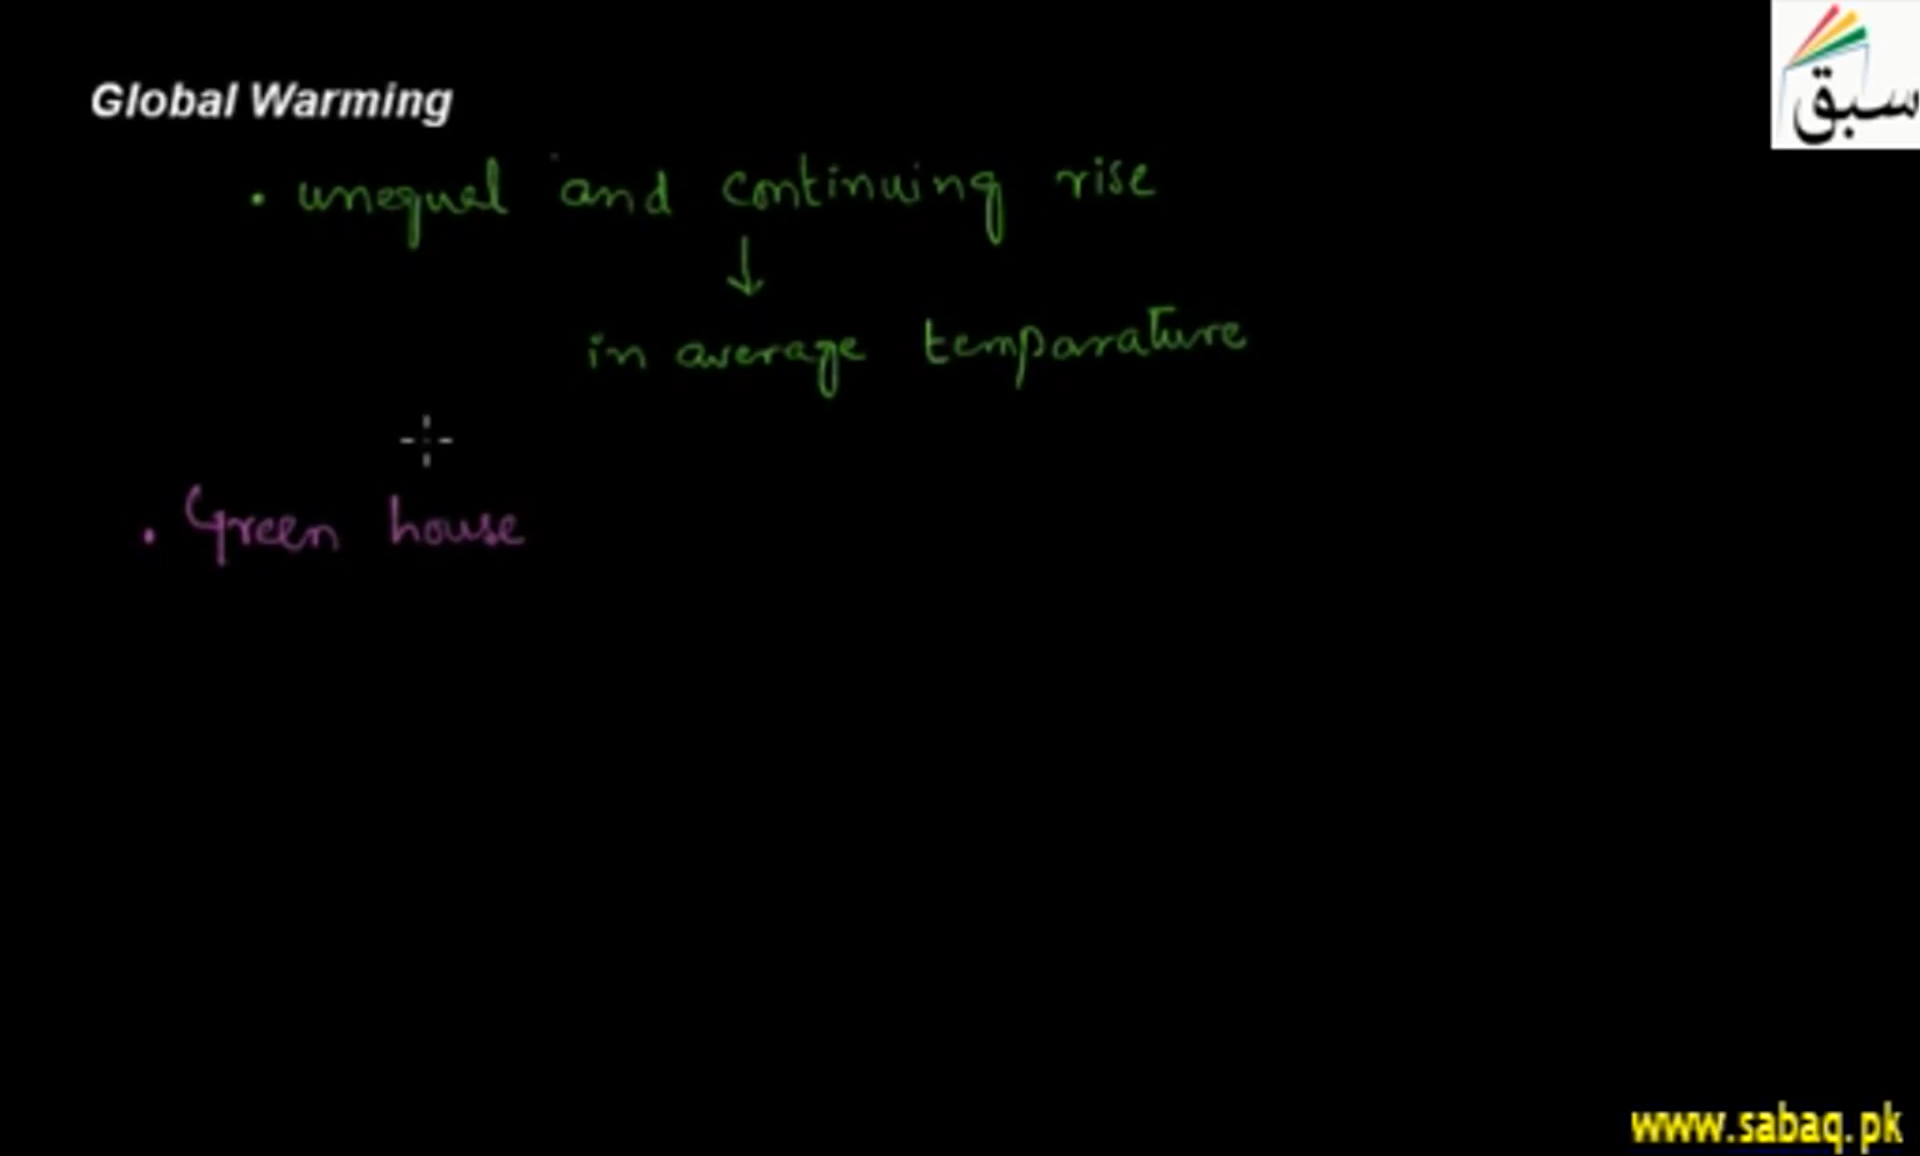 سبق
Global Warming
• unequal and continuing rise
↓
in average temparature
• Green house
www.sabaq.pk